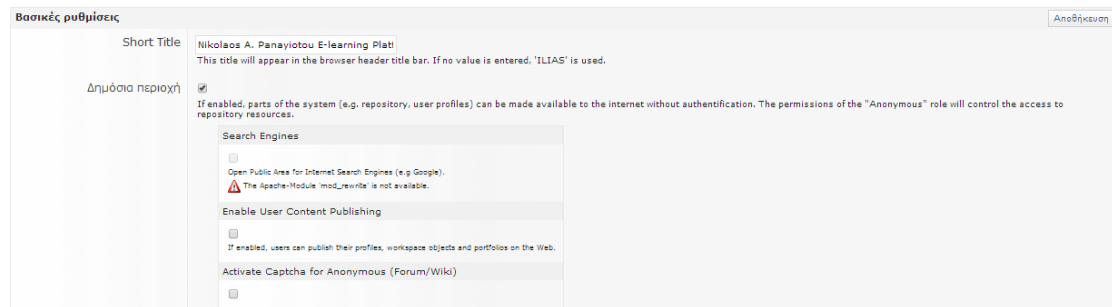 Βασικές ρυθμίσεις
Αποθήκευση
Short Title
Nikolaos A. Panayiotou E-learning Platf
This title will appear in the browser header title bar. If no value is entered, 'ILIAS' is used.
Δημόσια περιοχή
If enabled, parts of the system (e.g. repository, user profiles) can be made available to the internet without authentification. The permissions of the "Anonymous" role will control the access to
repository resources.
Search Engines
Open Public Area for Internet Search Engines (e.g Google).
The Apache-Module 'mod_rewrite' is not available.
Enable User Content Publishing
If enabled, users can publish their profiles, workspace objects and portfolios on the Web.
Activate Captcha for Anonymous (Forum/Wiki)